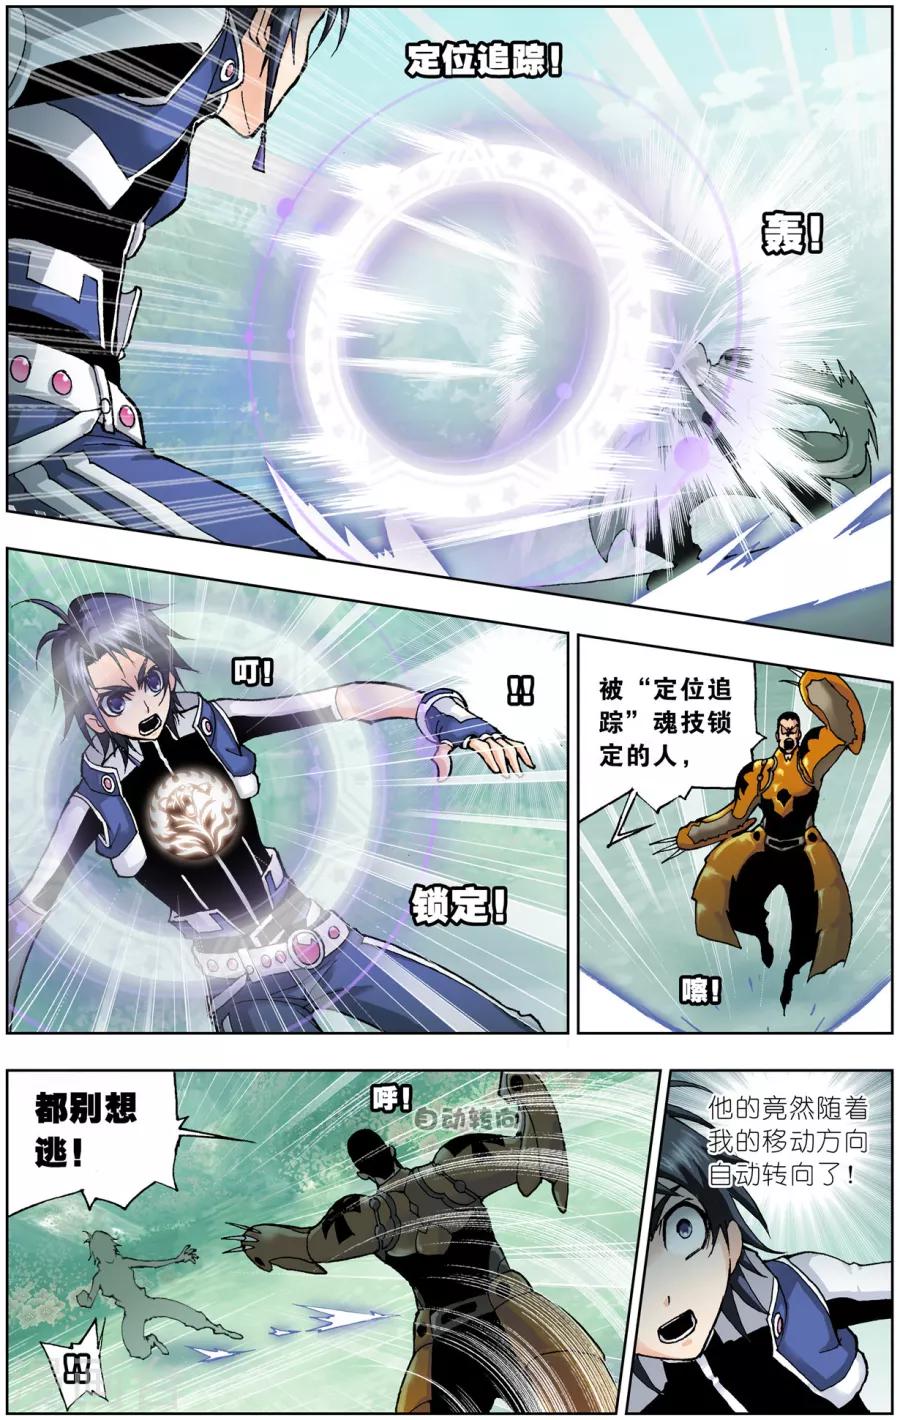 定位追踪！
轰！
叮！
!!
锁定！
被“定位追
踪”魂技锁
定的人，
嚓！
都别想
逃！
呼！
自动转向
!!
他的竟然随着
我的移动方向
自动转向了！